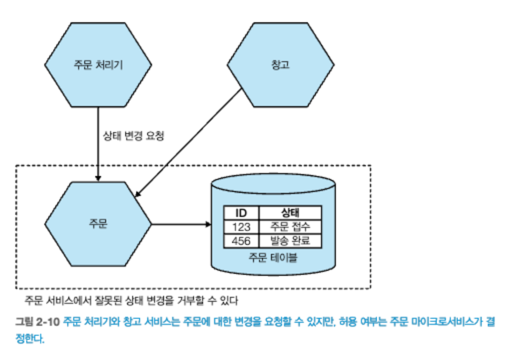 주문 처리기
창고
상태 변경 요청
주문
ID 상태
123 주문 접수
456 발송 완료
주문 테이블
주문 서비스에서 잘못된 상태 변경을 거부할 수 있다
그림 2-10 주문 처리기와 창고 서비스는 주문에 대한 변경을 요청할 수 있지만, 허용 여부는 주문 마이크로서비스가 결
정한다.